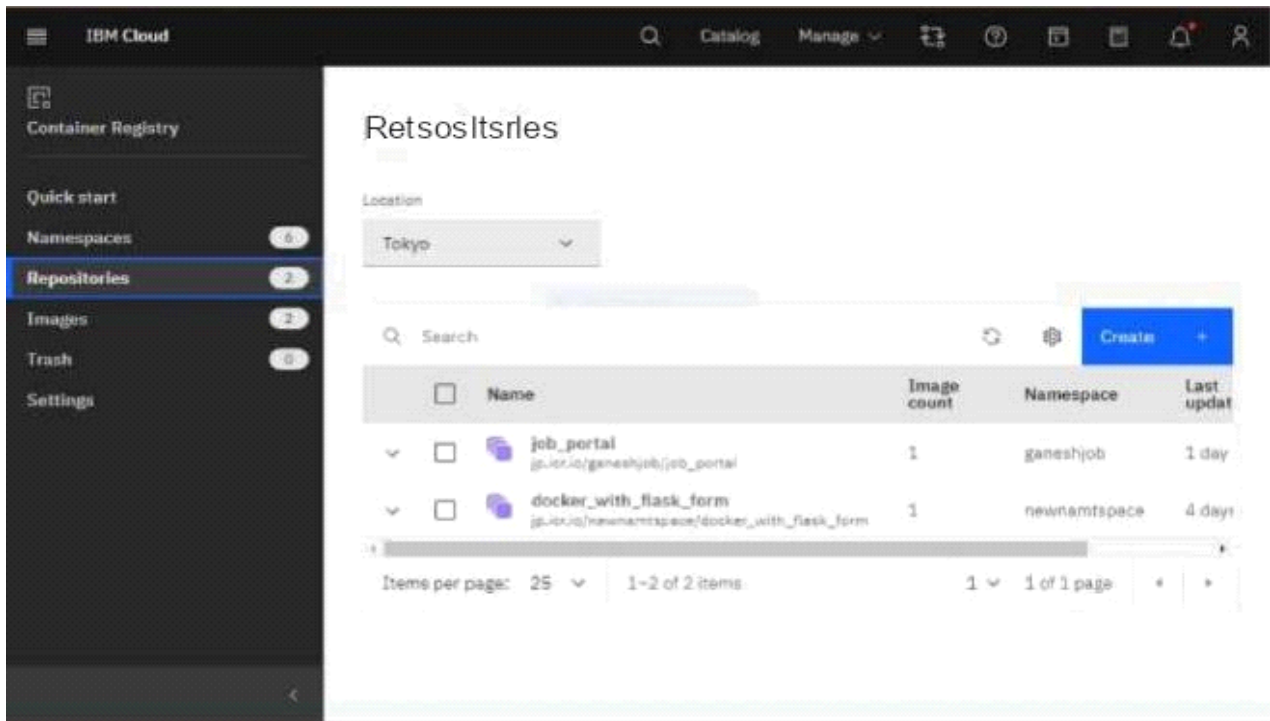 IBM Cloud
Catalog
Manage
Container Registry
Quick start
Namespaces 6
Repositories 2
Images 2
Trash 0
Settings
Retsosltsrles
Location
Tokyo
Search
Create +
Name
Image count
Namespace
Last updat
job_portal
jp.icr.io/ganeshjob/job_portal
1
ganeshjob
1 day
docker_with_flask_form
jp.icr.io/newnamtspace/docker_with_flask_form
1
newnamtspace
4 days
Items per page: 25
1-2 of 2 items
1
1 of 1 page